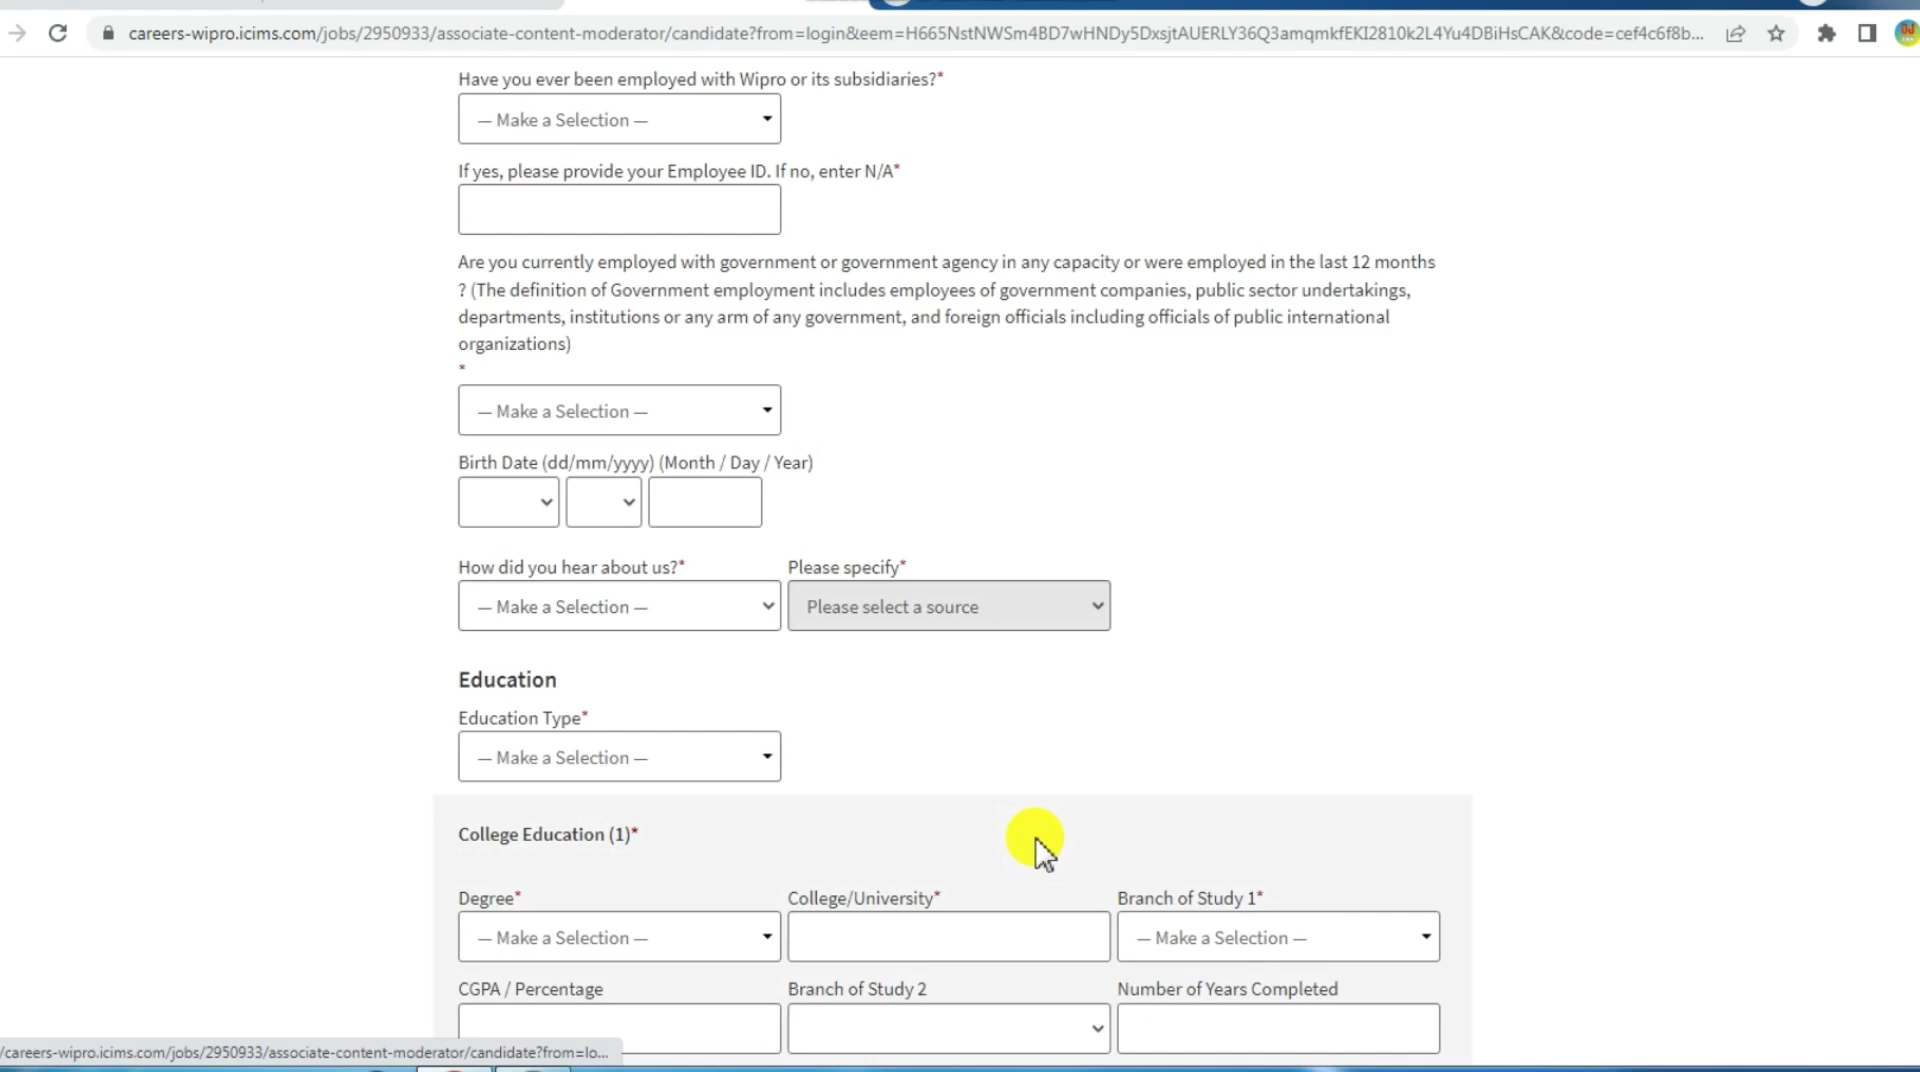 careers-wipro.icims.com/jobs/2950933/associate-content-moderator/candidate?from=login&eem=H665NstNWSm4BD7wHNDy5DxsjtAUERLY36Q3amqmkfEKI2810k2L4Yu4DBiHsCAK&code=cef4c6f8b...
Have you ever been employed with Wipro or its subsidiaries?*
— Make a Selection —
If yes, please provide your Employee ID. If no, enter N/A*
Are you currently employed with government or government agency in any capacity or were employed in the last 12 months
? (The definition of Government employment includes employees of government companies, public sector undertakings,
departments, institutions or any arm of any government, and foreign officials including officials of public international
organizations)
*
— Make a Selection —
Birth Date (dd/mm/yyyy) (Month / Day / Year)
How did you hear about us?* Please specify*
— Make a Selection — Please select a source
Education
Education Type*
— Make a Selection —
College Education (1)*
Degree* College/University* Branch of Study 1*
— Make a Selection — — Make a Selection —
CGPA / Percentage Branch of Study 2 Number of Years Completed
/careers-wipro.icims.com/jobs/2950933/associate-content-moderator/candidate?from=lo...